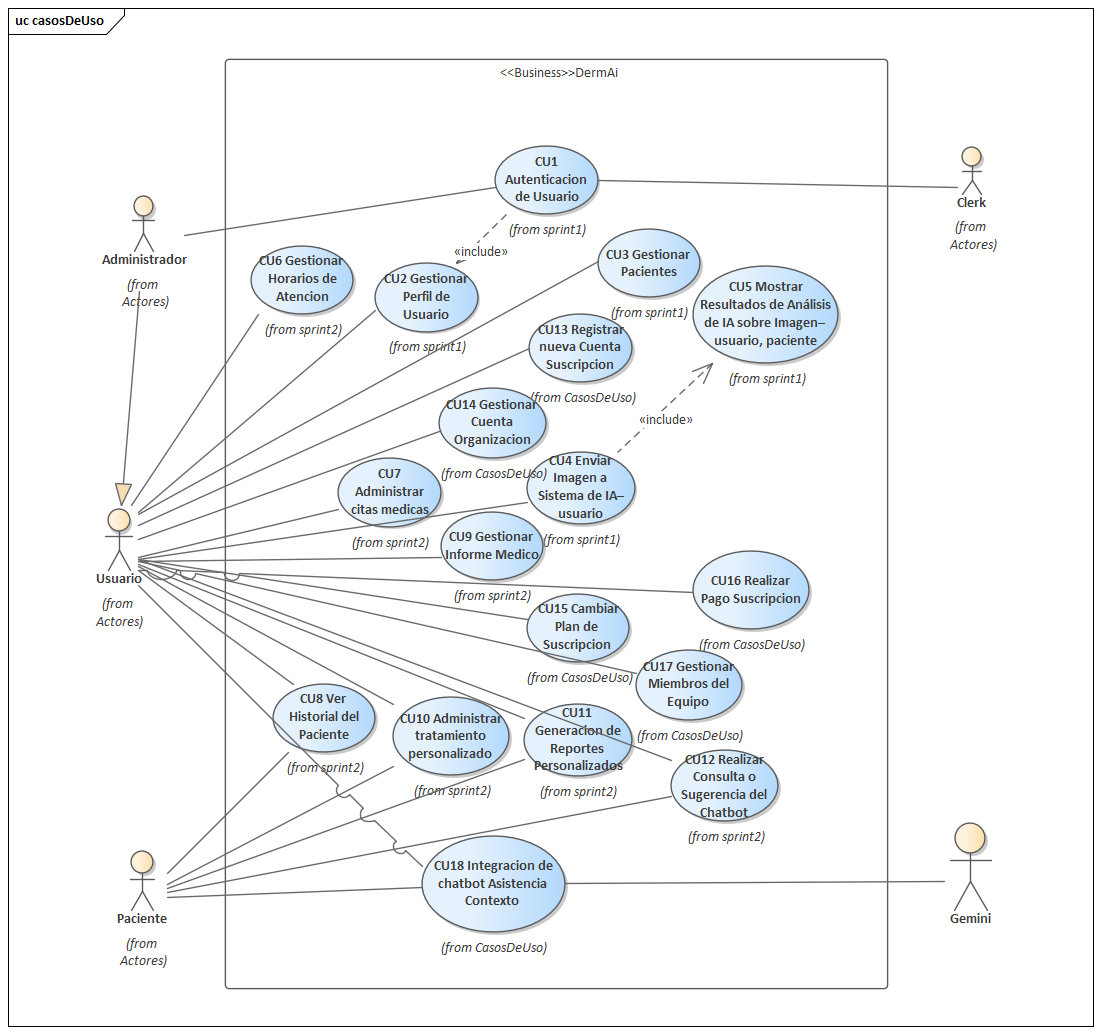 uc casosDeUso
<<Business>>DermAi
CU1
Autenticacion
de Usuario
(from sprint1)
Clerk
(from
Actores)
Administrador
(from
Actores)
CU6 Gestionar
Horarios de
Atencion
(from sprint2)
«include»
CU2 Gestionar
Perfil de
Usuario
(from sprint1)
CU3 Gestionar
Pacientes
(from sprint1)
CU5 Mostrar
Resultados de Análisis
de IA sobre Imagen–
usuario, paciente
(from sprint1)
CU13 Registrar
nueva Cuenta
Suscripcion
(from CasosDeUso)
CU14 Gestionar
Cuenta
Organizacion
(from CasosDeUso)
«include»
CU4 Enviar
Imagen a
Sistema de IA–
usuario
(from sprint1)
CU7
Administrar
citas medicas
(from sprint2)
CU9 Gestionar
Informe Medico
(from sprint2)
Usuario
(from
Actores)
CU16 Realizar
Pago Suscripcion
(from CasosDeUso)
CU15 Cambiar
Plan de
Suscripcion
(from CasosDeUso)
CU17 Gestionar
Miembros del
Equipo
(from CasosDeUso)
CU8 Ver
Historial del
Paciente
(from sprint2)
CU10 Administrar
tratamiento
personalizado
(from sprint2)
CU11
Generacion de
Reportes
Personalizados
(from sprint2)
CU12 Realizar
Consulta o
Sugerencia del
Chatbot
(from sprint2)
CU18 Integracion de
chatbot Asistencia
Contexto
(from CasosDeUso)
Paciente
(from
Actores)
Gemini